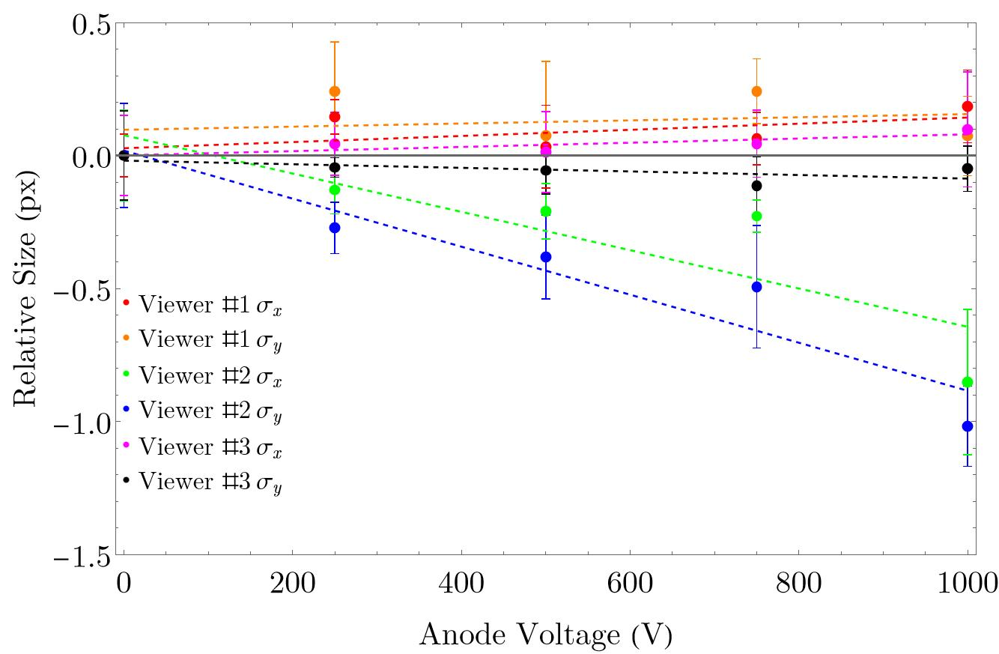 0.5
0.0
−0.5
−1.0
−1.5
Relative Size (px)
Viewer #1 σx
Viewer #1 σy
Viewer #2 σx
Viewer #2 σy
Viewer #3 σx
Viewer #3 σy
0 200 400 600 800 1000
Anode Voltage (V)